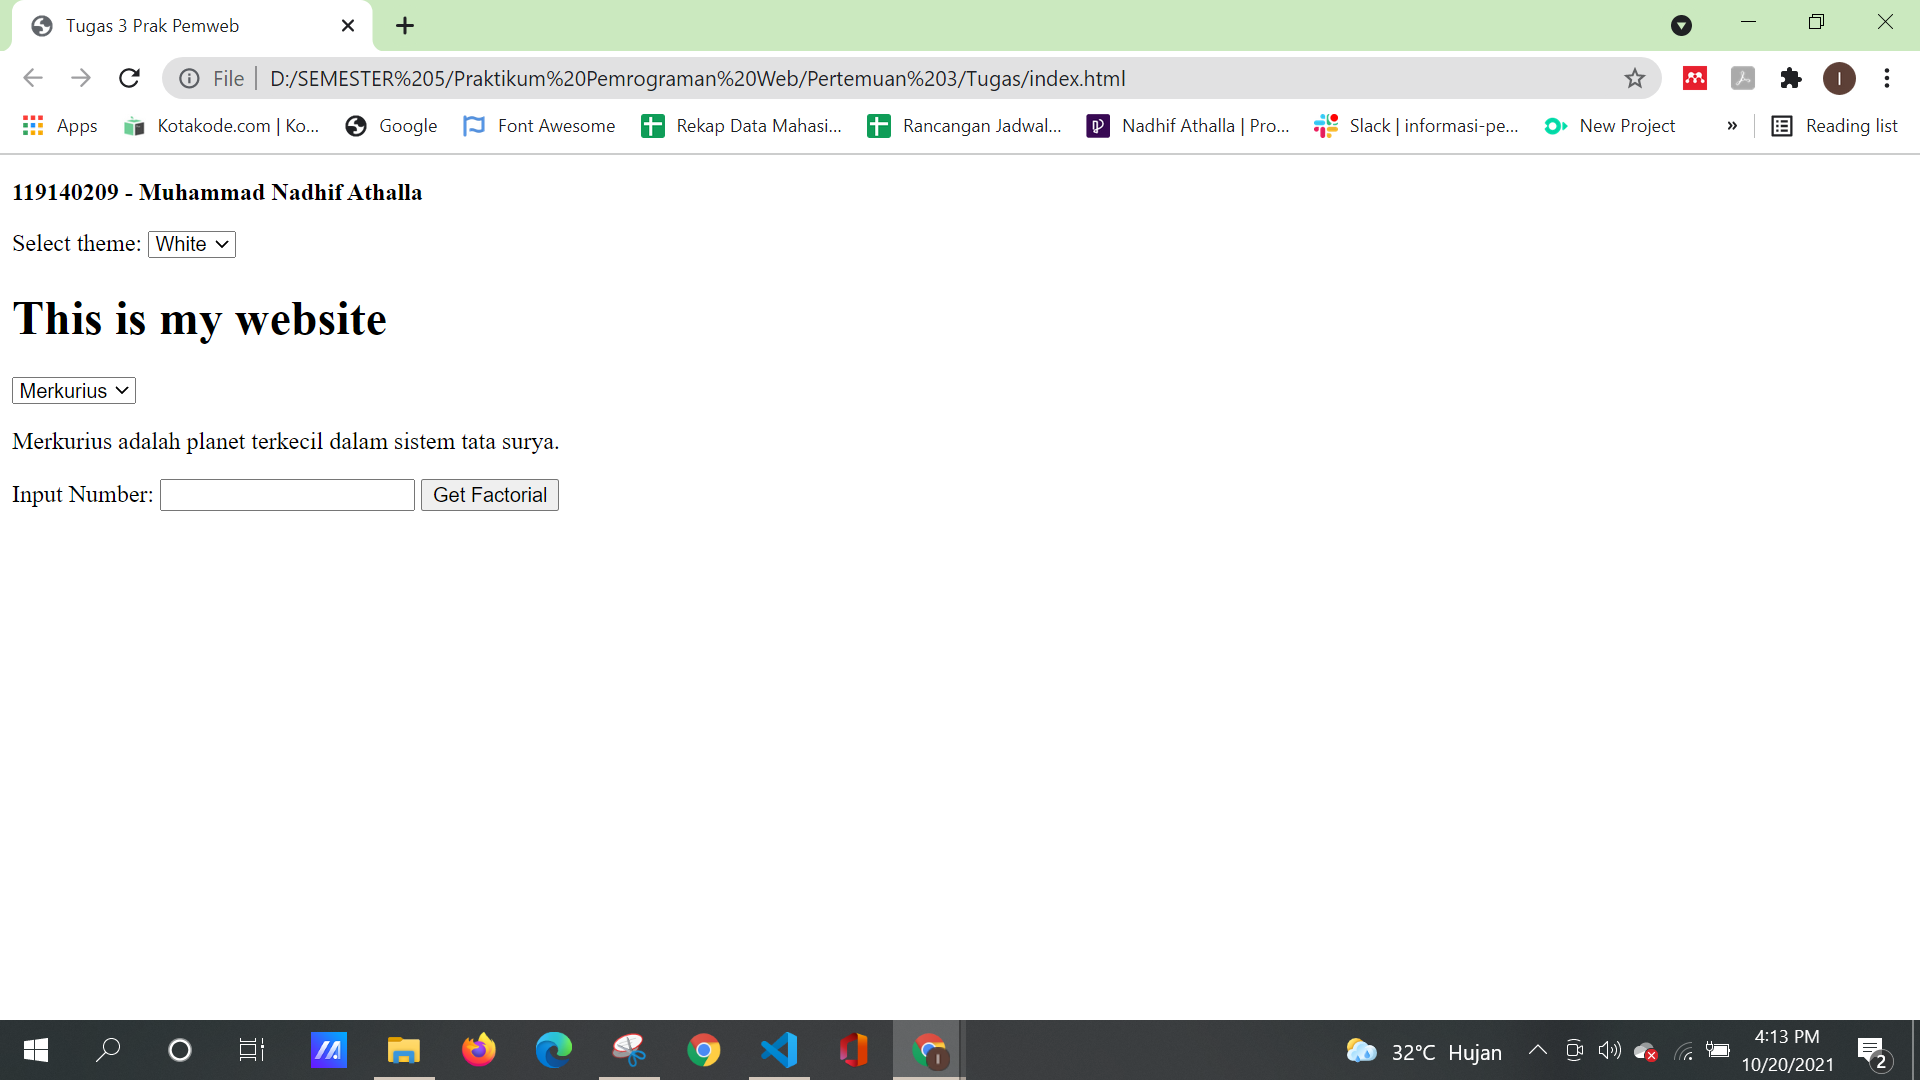 Tugas 3 Prak Pemweb
File | D:/SEMESTER%205/Praktikum%20Pemrograman%20Web/Pertemuan%203/Tugas/index.html
I
Apps Kotakode.com | Ko... Google Font Awesome Rekap Data Mahasi... Rancangan Jadwal... Nadhif Athalla | Pro... Slack | informasi-pe... New Project » Reading list
119140209 - Muhammad Nadhif Athalla
Select theme: White
This is my website
Merkurius
Merkurius adalah planet terkecil dalam sistem tata surya.
Input Number: Get Factorial
32°C Hujan
4:13 PM
10/20/2021
2